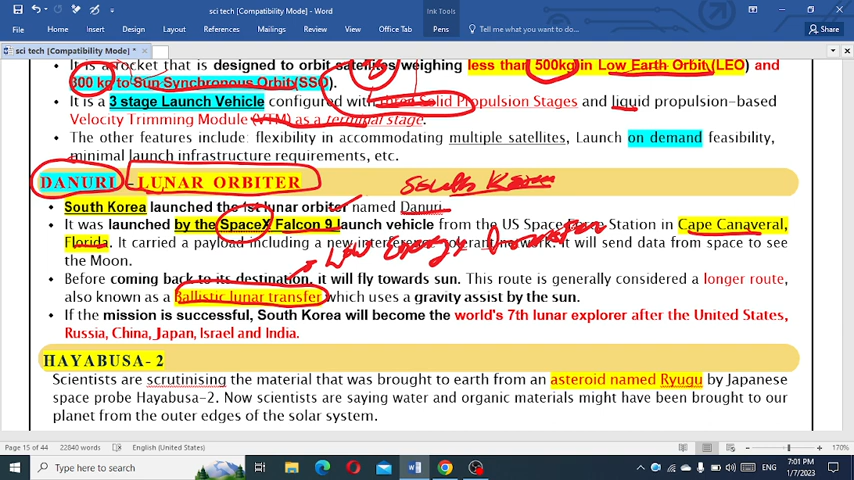 sci tech [Compatibility Mode] - Word
Ink Tools
File Home Insert Draw Design Layout References Mailings Review View Office Tab Pens Tell me what you want to do... Share
sci tech [Compatibility Mode] *
It is a rocket that is designed to orbit satellites weighing less than 500kg in Low Earth Orbit (LEO) and
300 kg to Sun Synchronous Orbit(SSO).
It is a 3 stage Launch Vehicle configured with three Solid Propulsion Stages and liquid propulsion-based
Velocity Trimming Module (VTM) as a terminal stage.
The other features include: flexibility in accommodating multiple satellites, Launch on demand feasibility,
minimal launch infrastructure requirements, etc.
DANURI – LUNAR ORBITER
South Korea
South Korea launched the 1st lunar orbiter named Danuri.
It was launched by the SpaceX Falcon 9 launch vehicle from the US Space Force Station in Cape Canaveral,
Florida. It carried a payload including a new interference-tolerant network. It will send data from space to see
the Moon.
Low Energy Transfer
Before coming back to its destination, it will fly towards sun. This route is generally considered a longer route,
also known as a Ballistic lunar transfer which uses a gravity assist by the sun.
If the mission is successful, South Korea will become the world's 7th lunar explorer after the United States,
Russia, China, Japan, Israel and India.
HAYABUSA- 2
Scientists are scrutinising the material that was brought to earth from an asteroid named Ryugu by Japanese
space probe Hayabusa-2. Now scientists are saying water and organic materials might have been brought to our
planet from the outer edges of the solar system.
Page 15 of 44 22840 words English (United States) 170%
Type here to search
ENG 7:01 PM
1/7/2023